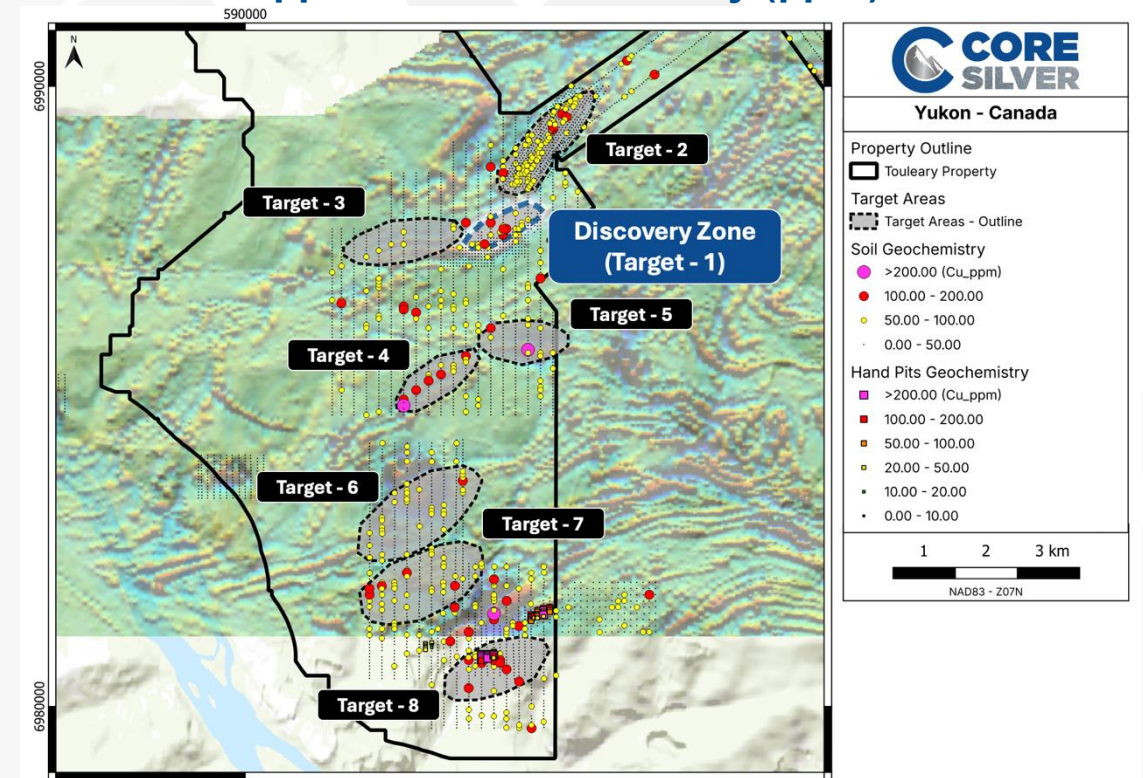 590000
N
6990000
6980000
Target - 2
Target - 3
Discovery Zone
(Target - 1)
Target - 5
Target - 4
Target - 6
Target - 7
Target - 8
CORE
SILVER
Yukon - Canada
Property Outline
Touleary Property
Target Areas
Target Areas - Outline
Soil Geochemistry
>200.00 (Cu_ppm)
100.00 - 200.00
50.00 - 100.00
0.00 - 50.00
Hand Pits Geochemistry
>200.00 (Cu_ppm)
100.00 - 200.00
50.00 - 100.00
20.00 - 50.00
10.00 - 20.00
0.00 - 10.00
1 2 3 km
NAD83 - Z07N